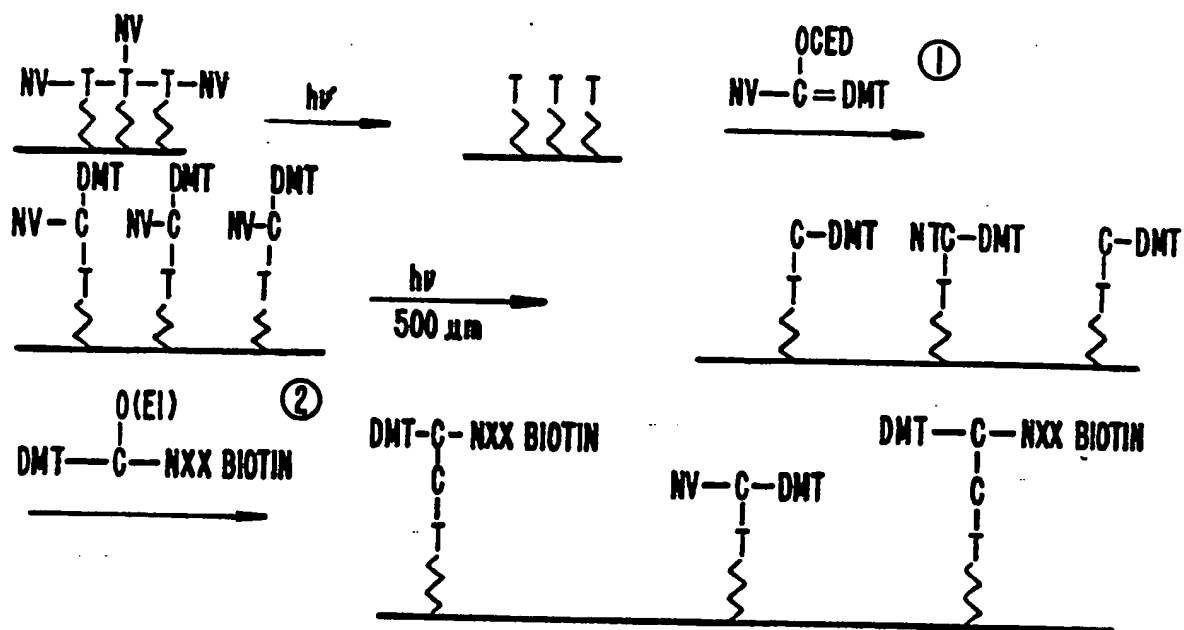 NV
NV—T—T—T—NV
hν
T T T
OCED
NV—C=DMT
①
DMT DMT DMT
NV—C NV—C NV—C
T T T
hν
500 µm
C—DMT NTC—DMT C—DMT
T T T
②
O(EI)
DMT—C—NXX BIOTIN
DMT—C—NXX BIOTIN
C
T
NV—C—DMT
T
DMT—C—NXX BIOTIN
C
T